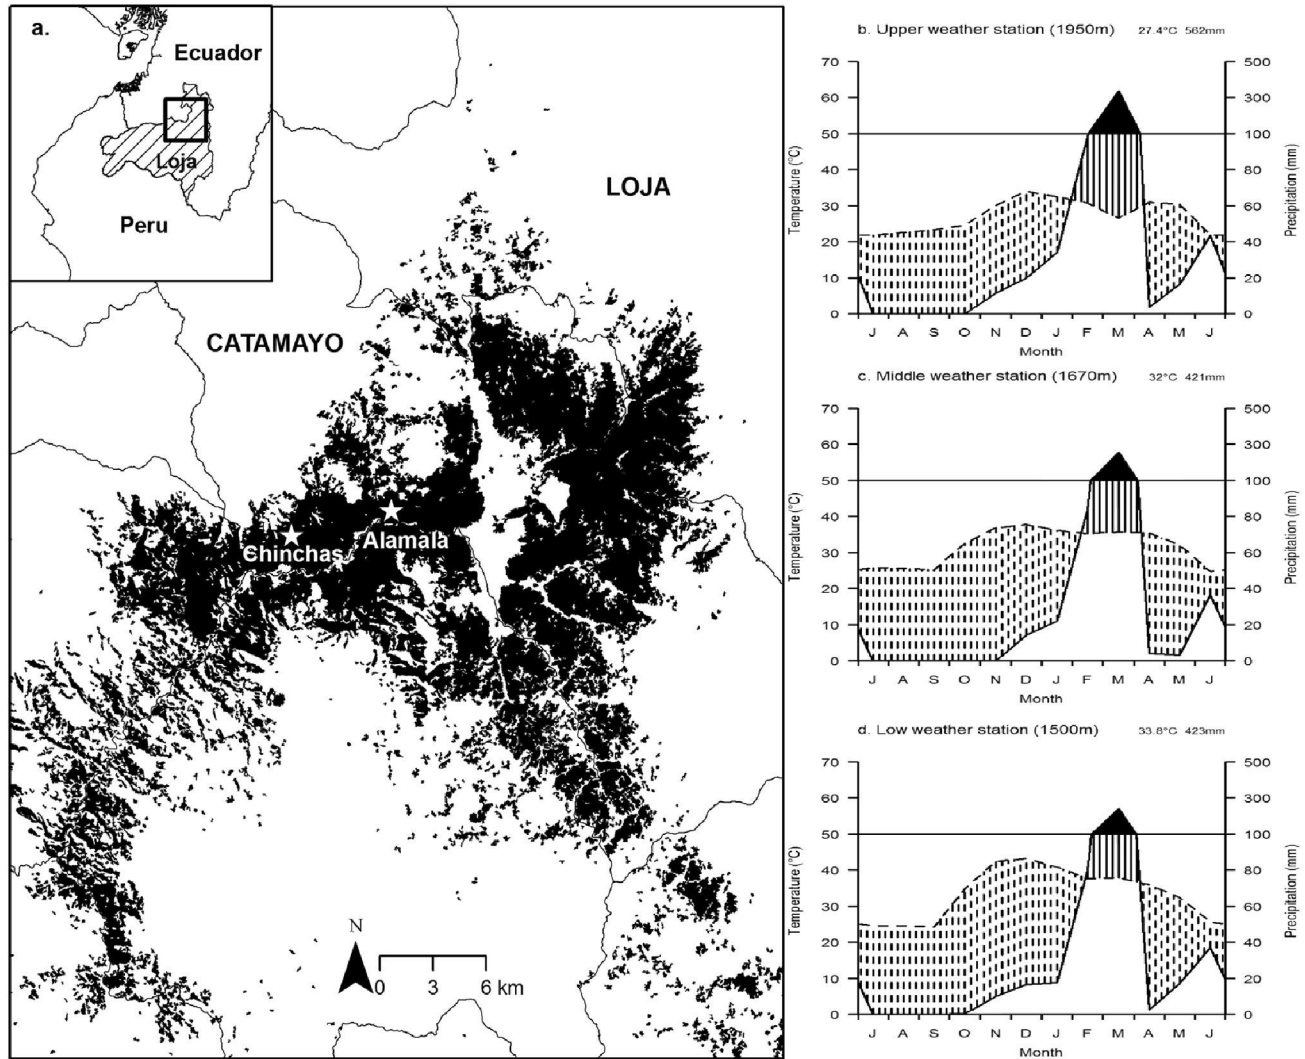 a.
Ecuador
Loja
Peru
LOJA
CATAMAYO
Chinchas
Alamala
N
0 3 6 km
b. Upper weather station (1950m) 27.4°C 562mm
70 500
60 300
50 100
40 80
30 60
20 40
10 20
0 0
Temperature (°C)
Precipitation (mm)
J A S O N D J F M A M J
Month
c. Middle weather station (1670m) 32°C 421mm
70 500
60 300
50 100
40 80
30 60
20 40
10 20
0 0
Temperature (°C)
Precipitation (mm)
J A S O N D J F M A M J
Month
d. Low weather station (1500m) 33.8°C 423mm
70 500
60 300
50 100
40 80
30 60
20 40
10 20
0 0
Temperature (°C)
Precipitation (mm)
J A S O N D J F M A M J
Month